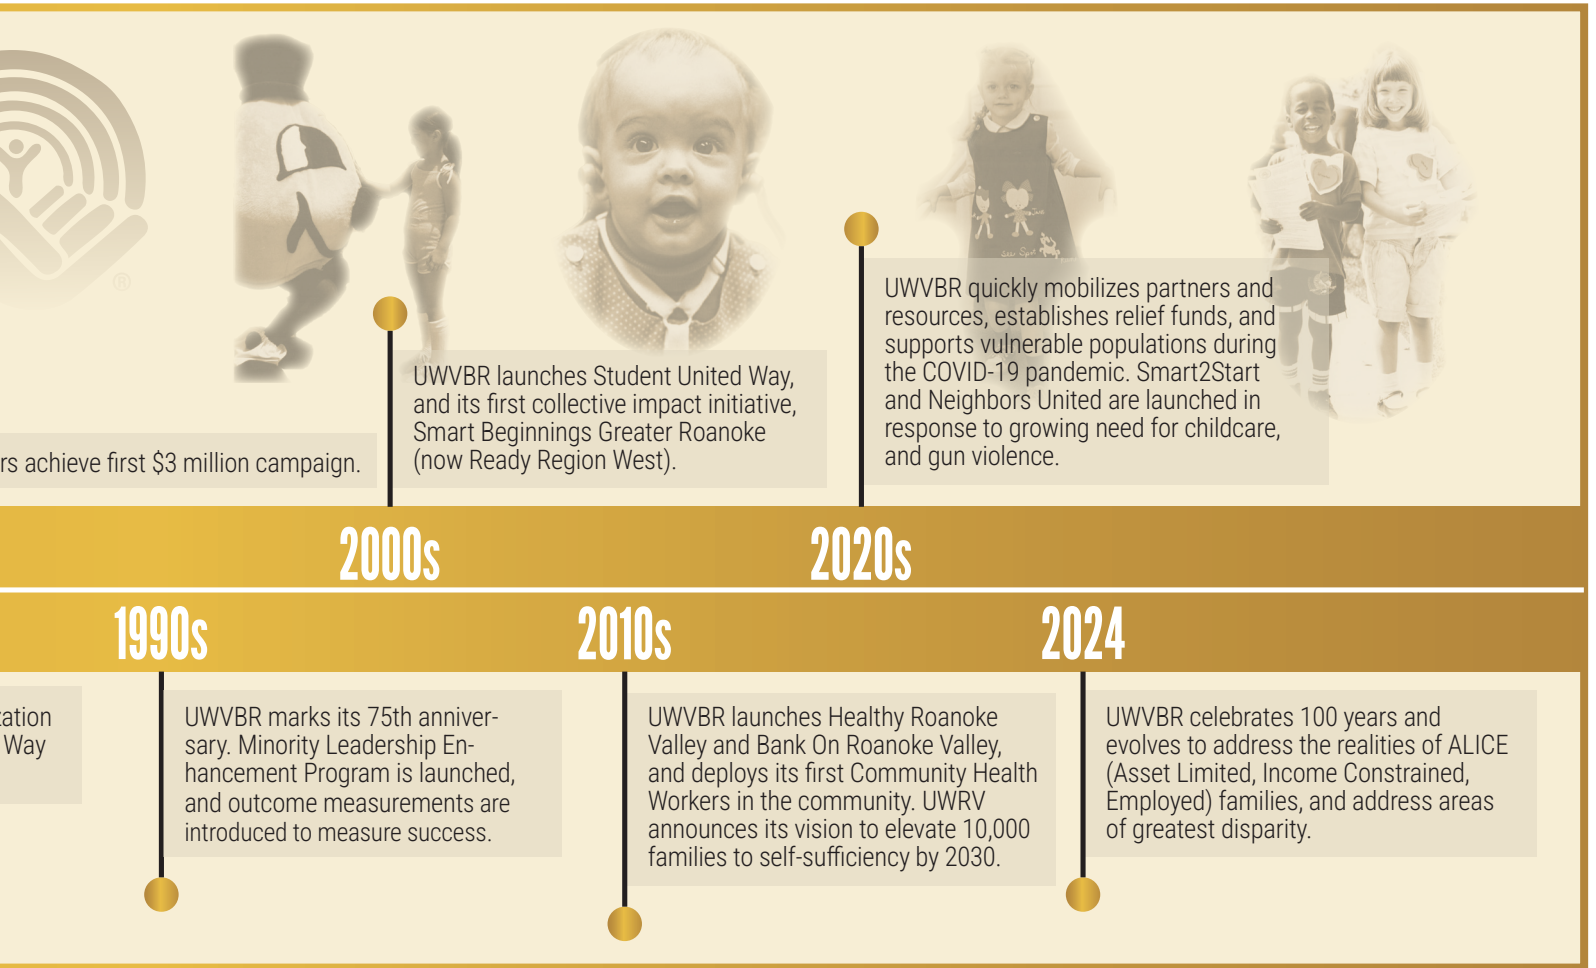 rs achieve first $3 million campaign.
UWVBR launches Student United Way,
and its first collective impact initiative,
Smart Beginnings Greater Roanoke
(now Ready Region West).
UWVBR quickly mobilizes partners and
resources, establishes relief funds, and
supports vulnerable populations during
the COVID-19 pandemic. Smart2Start
and Neighbors United are launched in
response to growing need for childcare,
and gun violence.
2000s
2020s
1990s
2010s
2024
zation
Way
UWVBR marks its 75th anniver-
sary. Minority Leadership En-
hancement Program is launched,
and outcome measurements are
introduced to measure success.
UWVBR launches Healthy Roanoke
Valley and Bank On Roanoke Valley,
and deploys its first Community Health
Workers in the community. UWRV
announces its vision to elevate 10,000
families to self-sufficiency by 2030.
UWVBR celebrates 100 years and
evolves to address the realities of ALICE
(Asset Limited, Income Constrained,
Employed) families, and address areas
of greatest disparity.